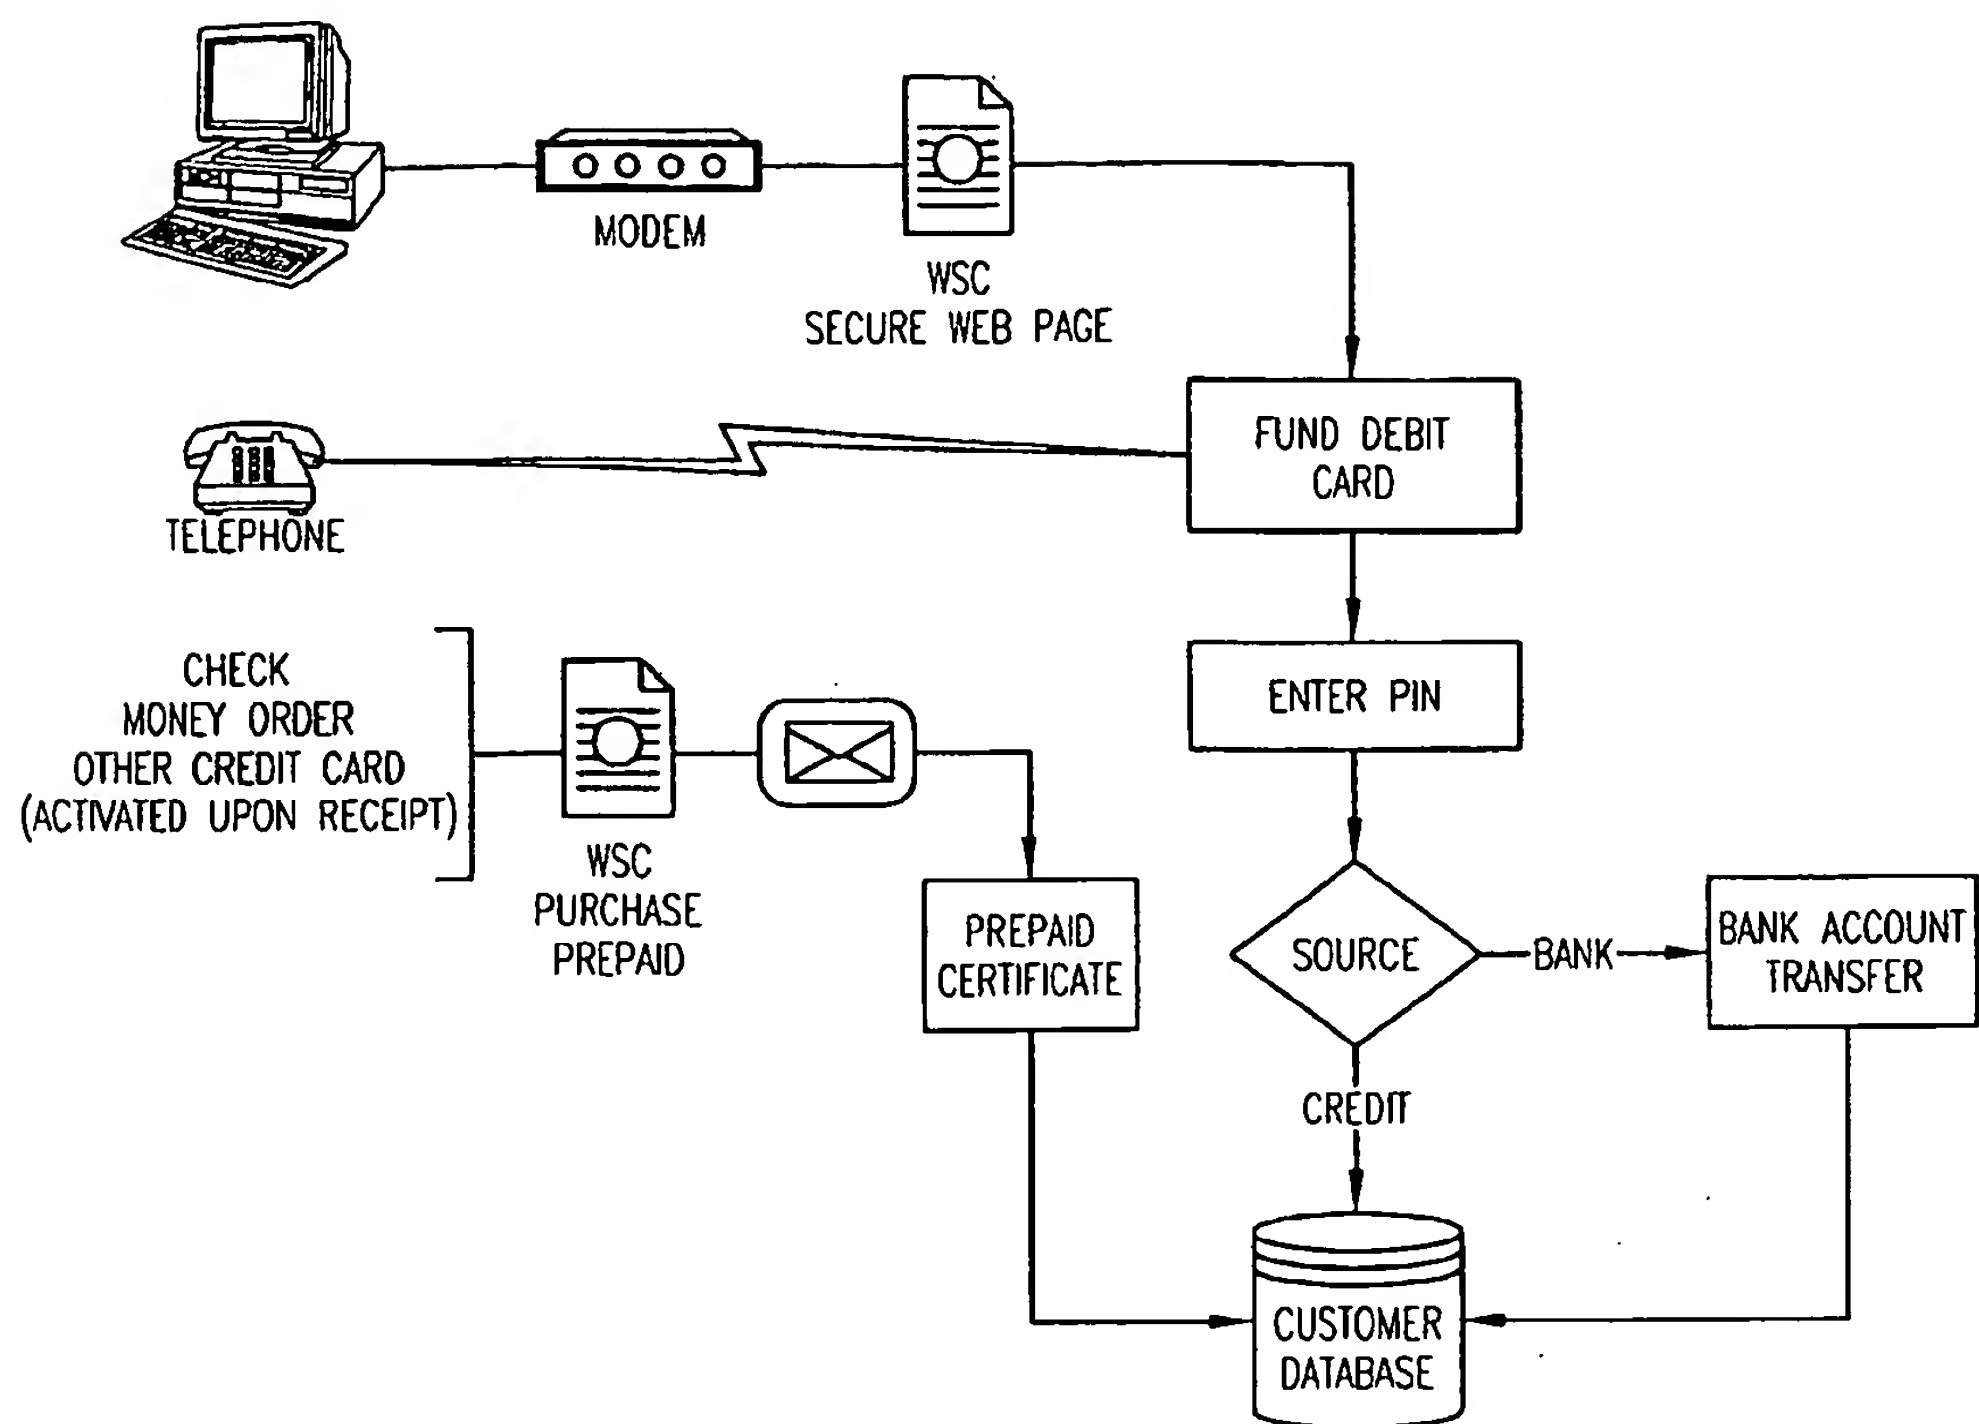 MODEM
WSC
SECURE WEB PAGE
FUND DEBIT
CARD
TELEPHONE
ENTER PIN
CHECK
MONEY ORDER
OTHER CREDIT CARD
(ACTIVATED UPON RECEIPT)
WSC
PURCHASE
PREPAID
PREPAID
CERTIFICATE
SOURCE
BANK
BANK ACCOUNT
TRANSFER
CREDIT
CUSTOMER
DATABASE